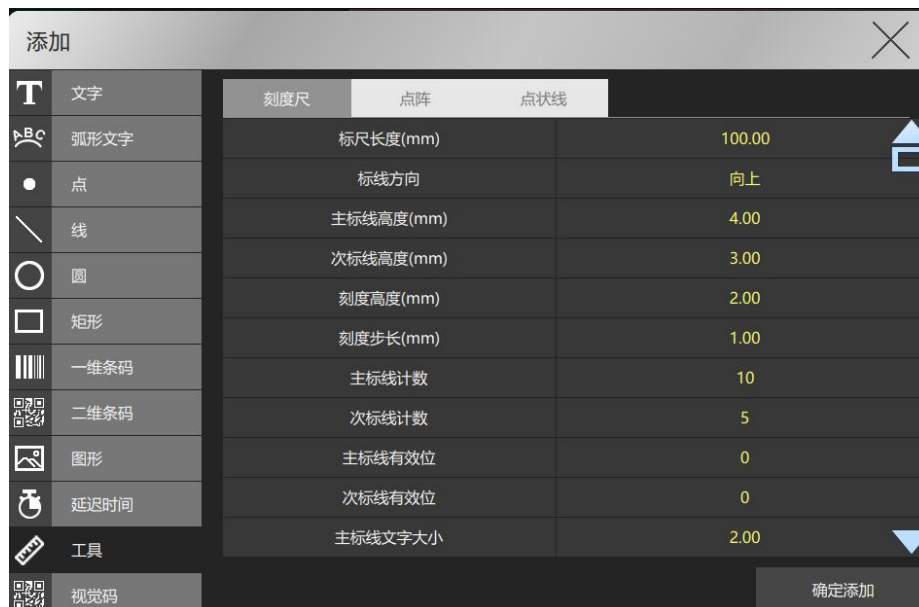 添加
文字
弧形文字
点
线
圆
矩形
一维条码
二维条码
图形
延迟时间
工具
视觉码
刻度尺 点阵 点状线
标尺长度(mm) 100.00
标线方向 向上
主标线高度(mm) 4.00
次标线高度(mm) 3.00
刻度高度(mm) 2.00
刻度步长(mm) 1.00
主标线计数 10
次标线计数 5
主标线有效位 0
次标线有效位 0
主标线文字大小 2.00
确定添加